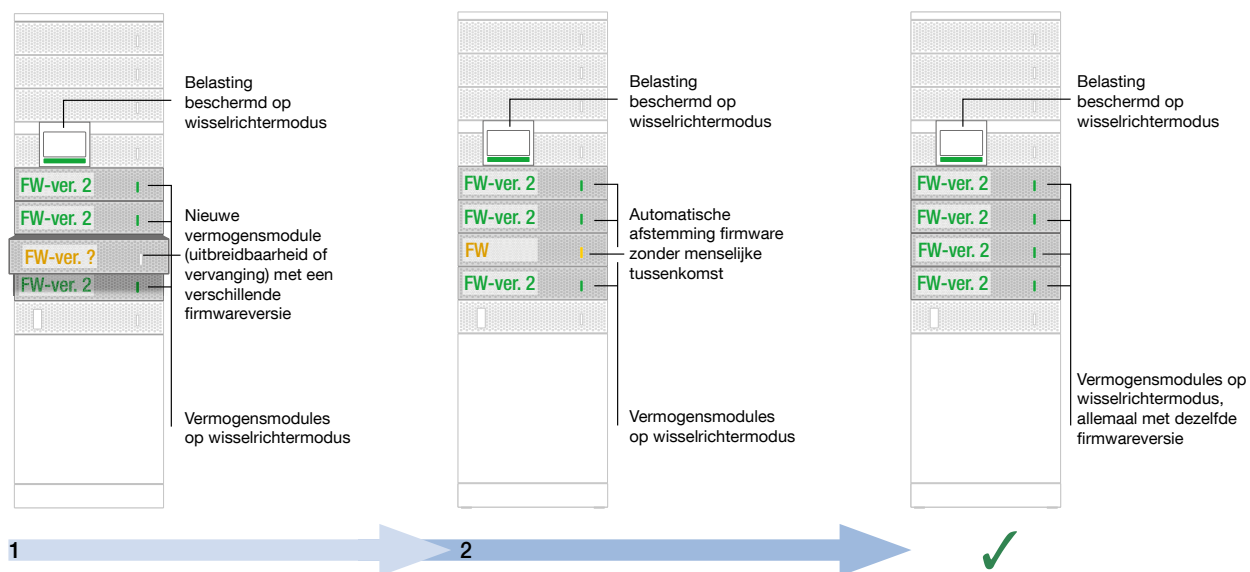 Belasting
beschermd op
wisselrichtermodus
FW-ver. 2
FW-ver. 2
FW-ver. ?
FW-ver. 2
Nieuwe
vermogensmodule
(uitbreidbaarheid of
vervanging) met een
verschillende
firmwareversie
Vermogensmodules
op wisselrichtermodus
1
Belasting
beschermd op
wisselrichtermodus
FW-ver. 2
FW-ver. 2
FW
FW-ver. 2
Automatische
afstemming firmware
zonder menselijke
tussenkomst
Vermogensmodules
op wisselrichtermodus
2
Belasting
beschermd op
wisselrichtermodus
FW-ver. 2
FW-ver. 2
FW-ver. 2
FW-ver. 2
Vermogensmodules op
wisselrichtermodus,
allemaal met dezelfde
firmwareversie